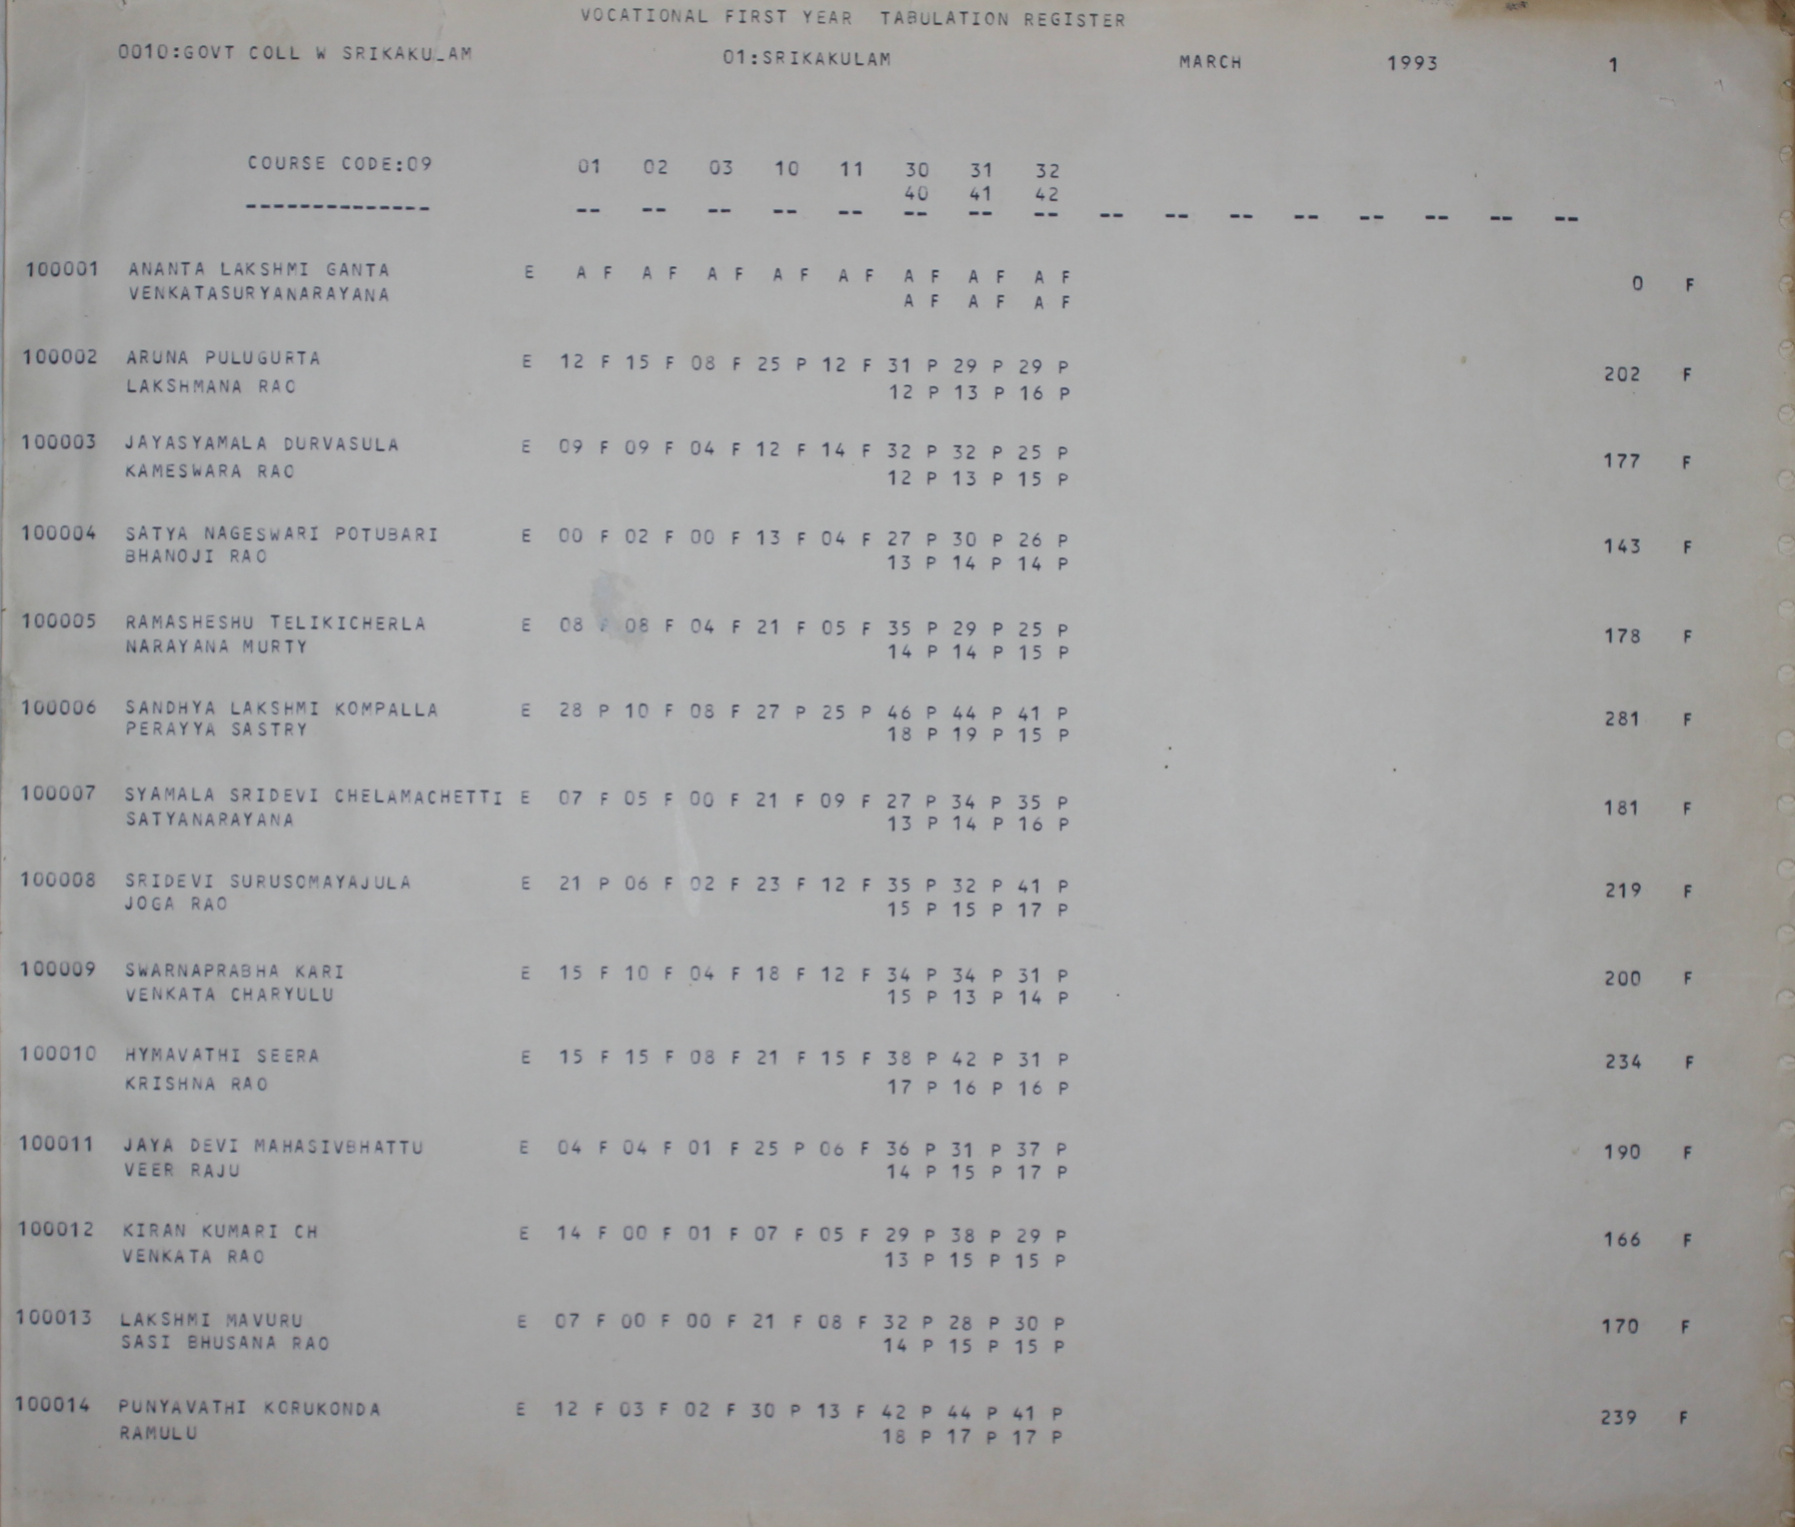 VOCATIONAL FIRST YEAR TABULATION REGISTER
0010:GOVT COLL W SRIKAKULAM 01:SRIKAKULAM MARCH 1993 1
COURSE CODE:09 01 02 03 10 11 30 31 32
40 41 42
-------------- -- -- -- -- -- -- -- -- -- -- -- -- -- -- -- --
100001 ANANTA LAKSHMI GANTA E A F A F A F A F A F A F A F A F
VENKATASURYANARAYANA A F A F A F 0 F
100002 ARUNA PULUGURTA E 12 F 15 F 08 F 25 P 12 F 31 P 29 P 29 P 202 F
LAKSHMANA RAO 12 P 13 P 16 P
100003 JAYASYAMALA DURVASULA E 09 F 09 F 04 F 12 F 14 F 32 P 32 P 25 P 177 F
KAMESWARA RAO 12 P 13 P 15 P
100004 SATYA NAGESWARI POTUBARI E 00 F 02 F 00 F 13 F 04 F 27 P 30 P 26 P 143 F
BHANOJI RAO 13 P 14 P 14 P
100005 RAMASHESHU TELIKICHERLA E 08 F 08 F 04 F 21 F 05 F 35 P 29 P 25 P 178 F
NARAYANA MURTY 14 P 14 P 15 P
100006 SANDHYA LAKSHMI KOMPALLA E 28 P 10 F 08 F 27 P 25 P 46 P 44 P 41 P 281 F
PERAYYA SASTRY 18 P 19 P 15 P
100007 SYAMALA SRIDEVI CHELAMACHETTI E 07 F 05 F 00 F 21 F 09 F 27 P 34 P 35 P 181 F
SATYANARAYANA 13 P 14 P 16 P
100008 SRIDEVI SURUSOMAYAJULA E 21 P 06 F 02 F 23 F 12 F 35 P 32 P 41 P 219 F
JOGA RAO 15 P 15 P 17 P
100009 SWARNAPRABHA KARI E 15 F 10 F 04 F 18 F 12 F 34 P 34 P 31 P 200 F
VENKATA CHARYULU 15 P 13 P 14 P
100010 HYMAVATHI SEERA E 15 F 15 F 08 F 21 F 15 F 38 P 42 P 31 P 234 F
KRISHNA RAO 17 P 16 P 16 P
100011 JAYA DEVI MAHASIVBHATTU E 04 F 04 F 01 F 25 P 06 F 36 P 31 P 37 P 190 F
VEER RAJU 14 P 15 P 17 P
100012 KIRAN KUMARI CH E 14 F 00 F 01 F 07 F 05 F 29 P 38 P 29 P 166 F
VENKATA RAO 13 P 15 P 15 P
100013 LAKSHMI MAVURU E 07 F 00 F 00 F 21 F 08 F 32 P 28 P 30 P 170 F
SASI BHUSANA RAO 14 P 15 P 15 P
100014 PUNYAVATHI KORUKONDA E 12 F 03 F 02 F 30 P 13 F 42 P 44 P 41 P 239 F
RAMULU 18 P 17 P 17 P